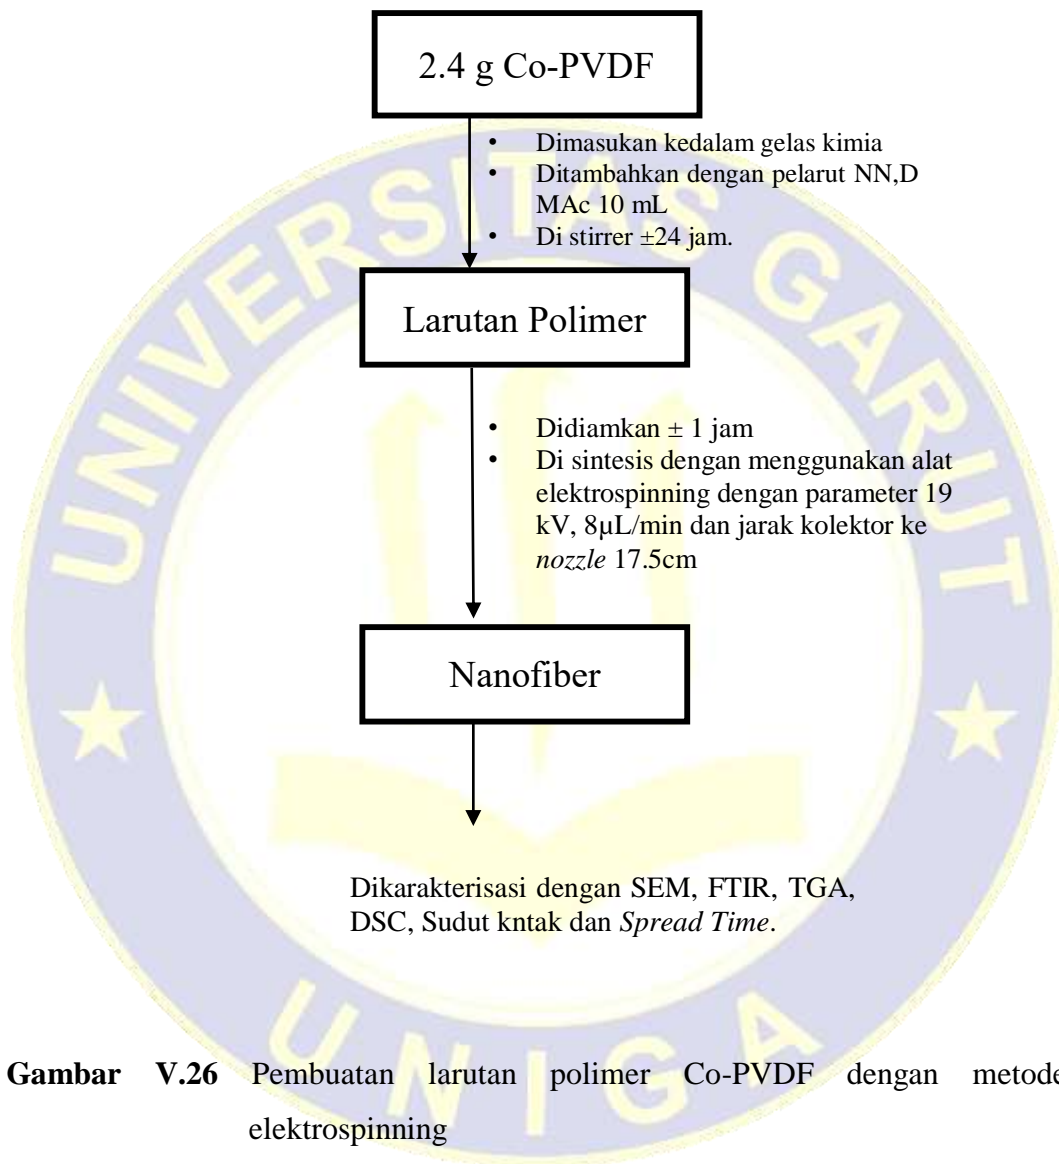 2.4 g Co-PVDF
• Dimasukan kedalam gelas kimia
• Ditambahkan dengan pelarut NN,D
MAc 10 mL
• Di stirrer ±24 jam.
Larutan Polimer
• Didiamkan ± 1 jam
• Di sintesis dengan menggunakan alat
elektrospinning dengan parameter 19
kV, 8µL/min dan jarak kolektor ke
nozzle 17.5cm
Nanofiber
Dikarakterisasi dengan SEM, FTIR, TGA,
DSC, Sudut kntak dan Spread Time.
Gambar V.26 Pembuatan larutan polimer Co-PVDF dengan metode
elektrospinning
UNIVERSITAS GARUT
UNIGA